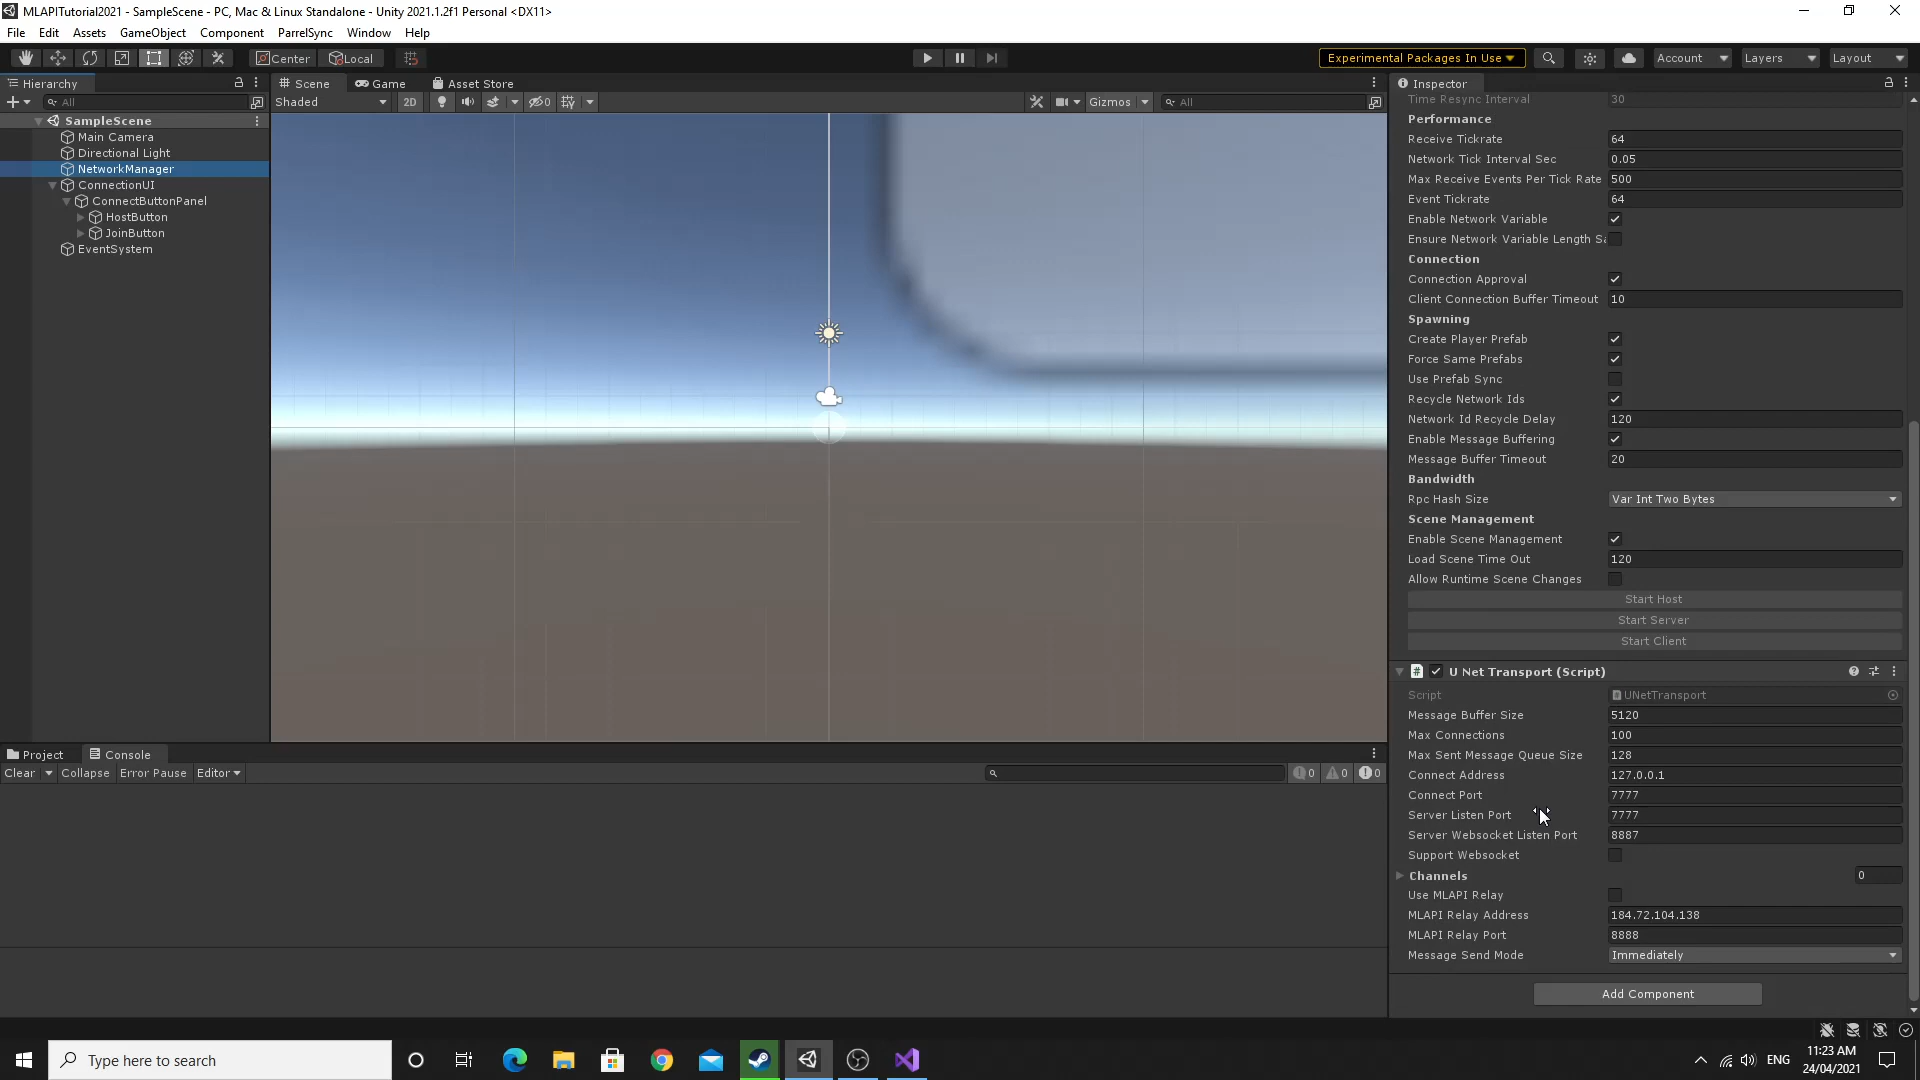 MLAPITutorial2021 - SampleScene - PC, Mac & Linux Standalone - Unity 2021.1.2f1 Personal <DX11>
File Edit Assets GameObject Component ParrelSync Window Help
Center Local Experimental Packages In Use Account Layers Layout
Hierarchy
All
SampleScene
Main Camera
Directional Light
NetworkManager
ConnectionUI
ConnectButtonPanel
HostButton
JoinButton
EventSystem
Scene Game Asset Store
Shaded 2D 0 Gizmos All
Inspector
Time Resync Interval 30
Performance
Receive Tickrate 64
Network Tick Interval Sec 0.05
Max Receive Events Per Tick Rate 500
Event Tickrate 64
Enable Network Variable
Ensure Network Variable Length Sa
Connection
Connection Approval
Client Connection Buffer Timeout 10
Spawning
Create Player Prefab
Force Same Prefabs
Use Prefab Sync
Recycle Network Ids
Network Id Recycle Delay 120
Enable Message Buffering
Message Buffer Timeout 20
Bandwidth
Rpc Hash Size Var Int Two Bytes
Scene Management
Enable Scene Management
Load Scene Time Out 120
Allow Runtime Scene Changes
Start Host
Start Server
Start Client
U Net Transport (Script)
Script UNetTransport
Message Buffer Size 5120
Max Connections 100
Max Sent Message Queue Size 128
Connect Address 127.0.0.1
Connect Port 7777
Server Listen Port 7777
Server Websocket Listen Port 8887
Support Websocket
Channels 0
Use MLAPI Relay
MLAPI Relay Address 184.72.104.138
MLAPI Relay Port 8888
Message Send Mode Immediately
Add Component
Project Console
Clear Collapse Error Pause Editor 0 0 0
Type here to search
ENG
11:23 AM
24/04/2021